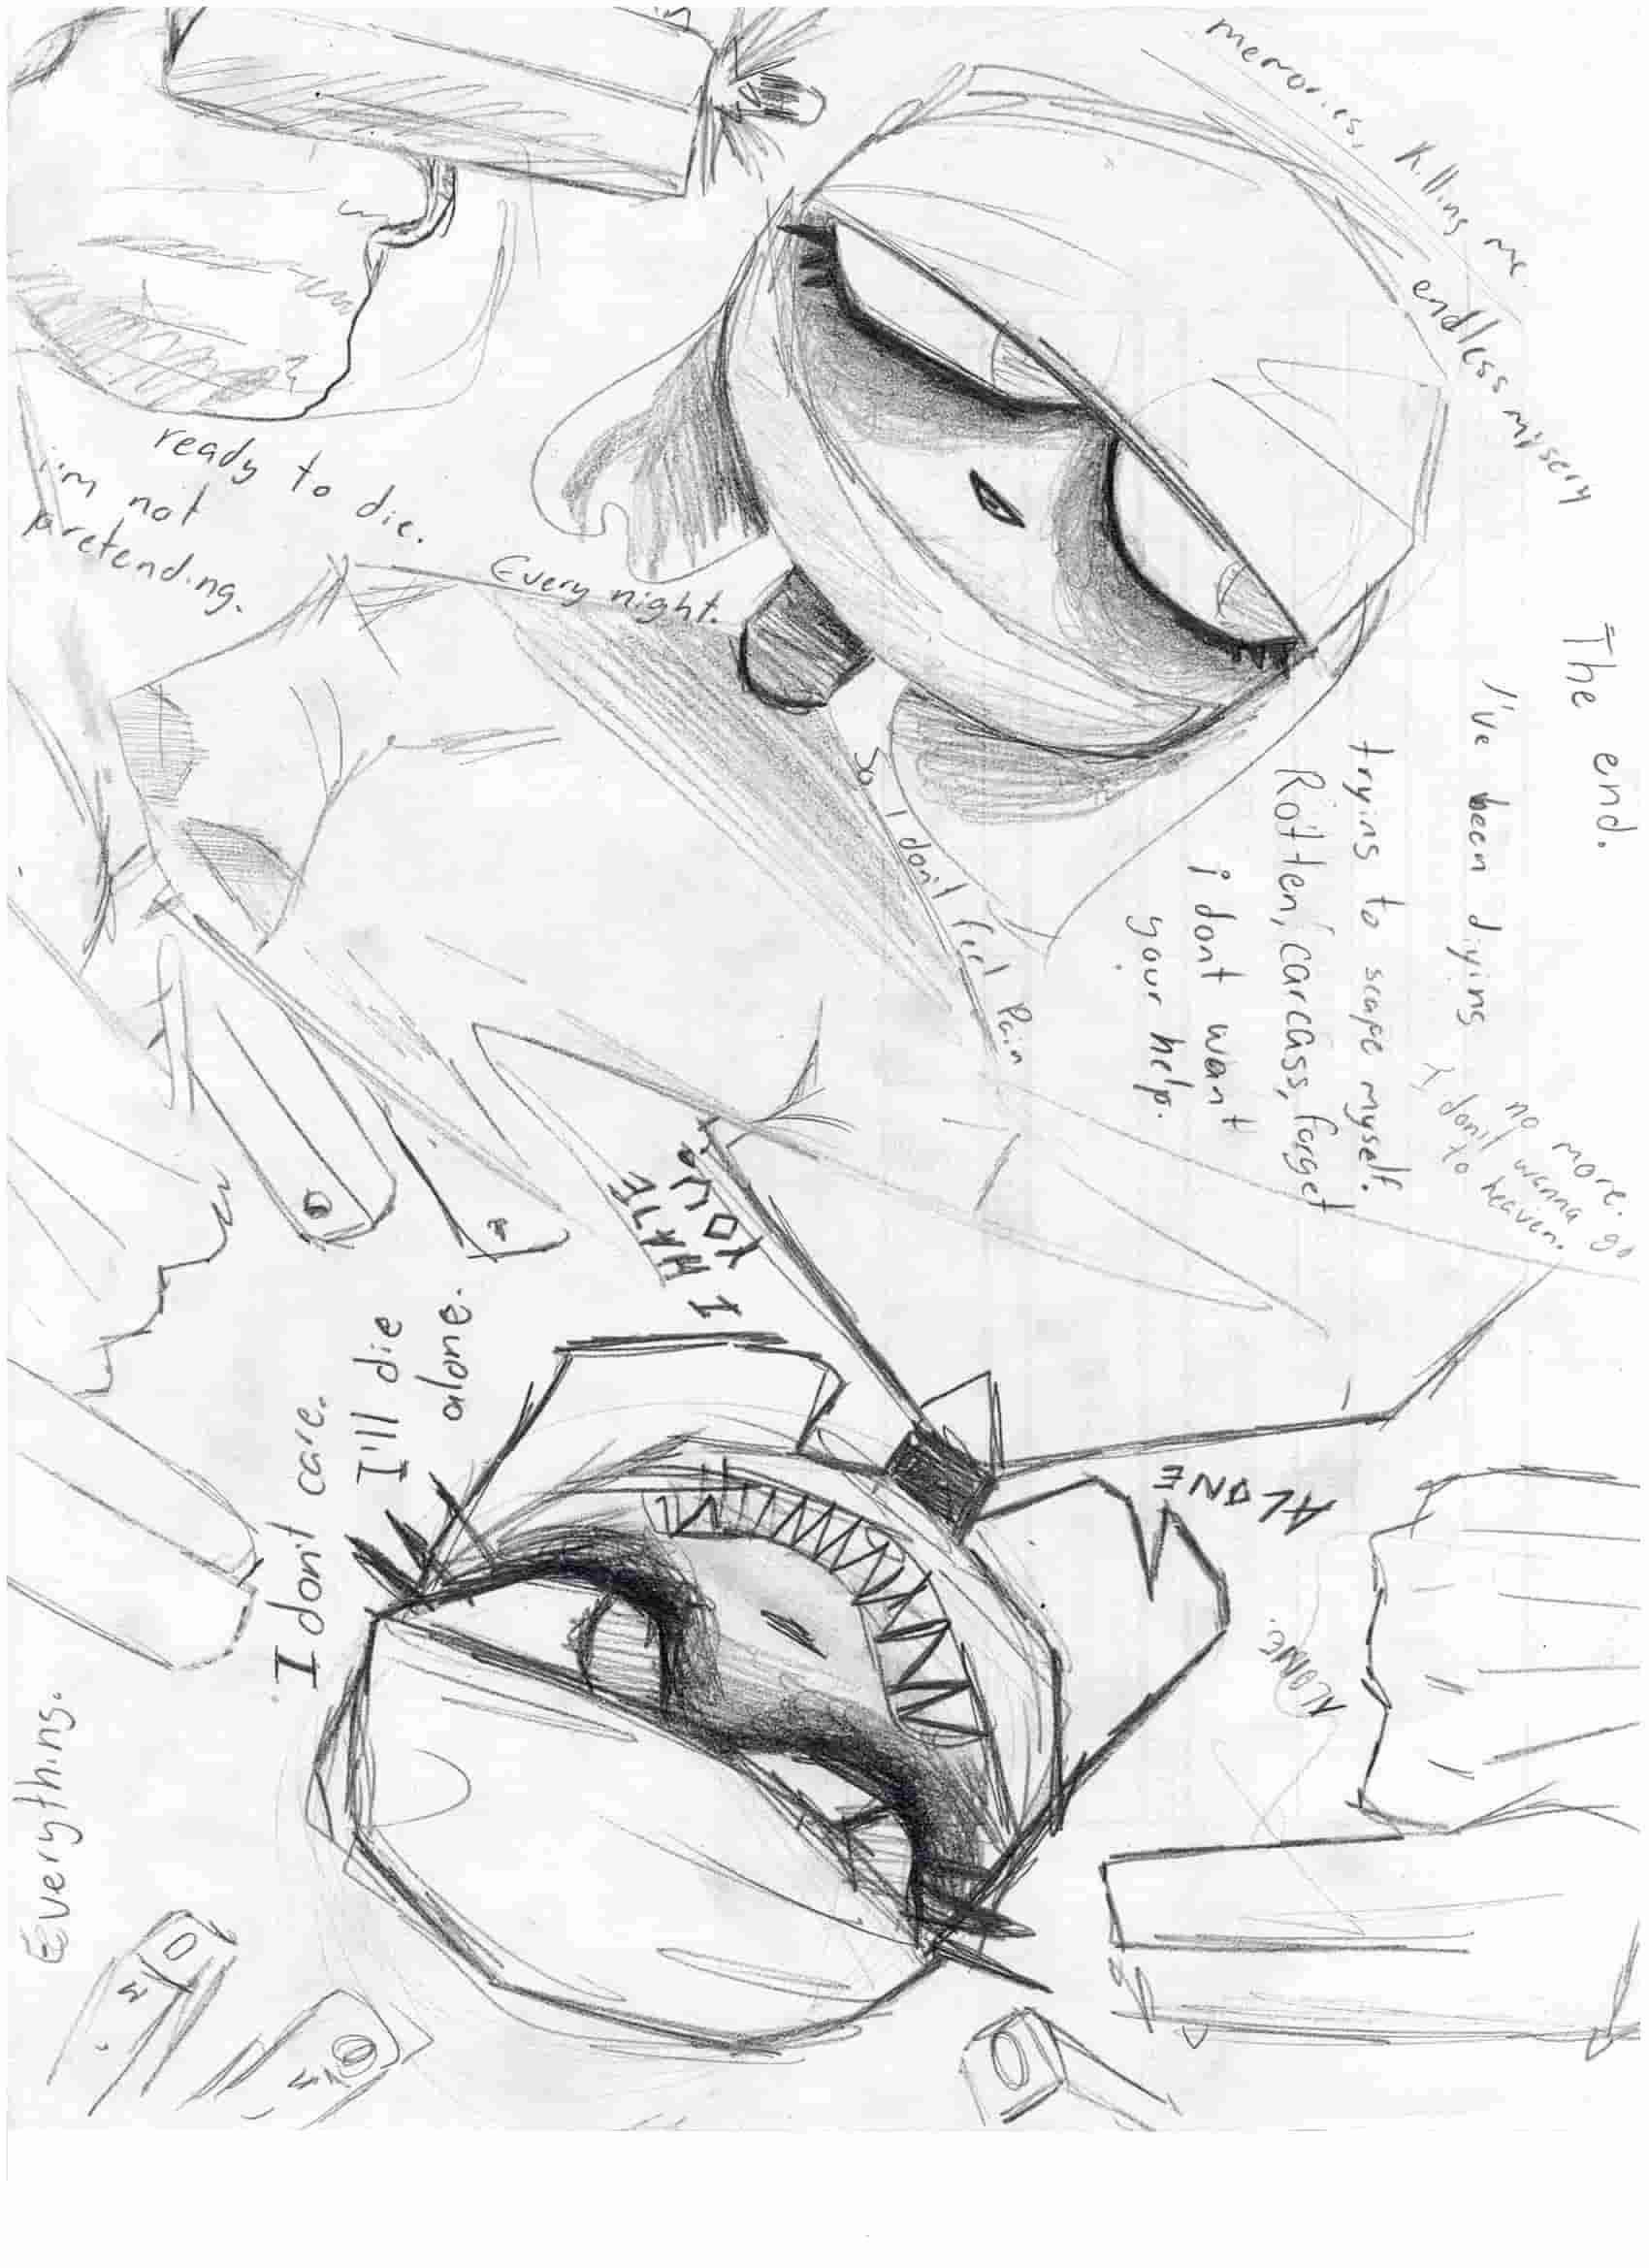 memories, killing me.
endless misery
The end.
I've been diying
trying to scape myself.
Rotten, carcass, forget
i dont want
your help.
no more.
I don't wanna go
to heaven.
ready to die.
i'm not
pretending.
Every night.
So I don't feel Pain
I HATE
YOU.
I don't care.
I'll die
alone.
ALONE
ALONE.
Everything.